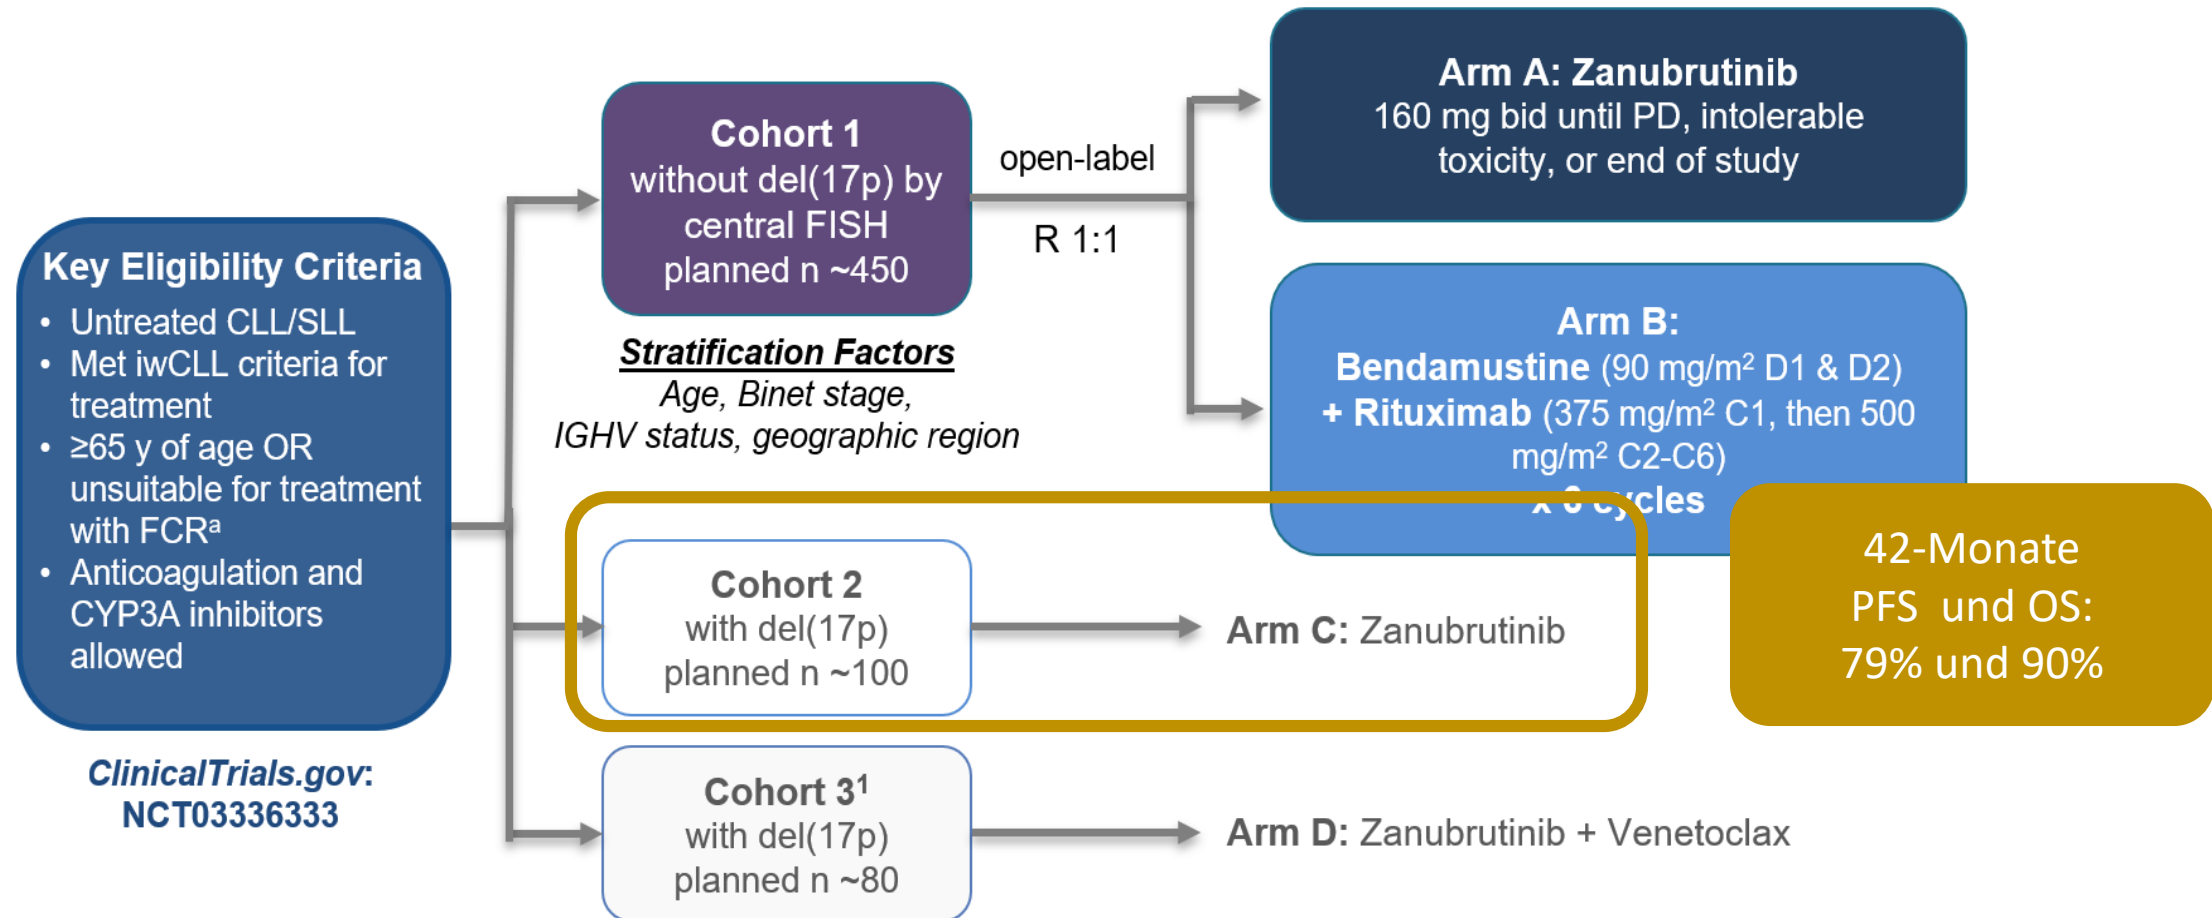 Key Eligibility Criteria
• Untreated CLL/SLL
• Met iwCLL criteria for
treatment
• ≥65 y of age OR
unsuitable for treatment
with FCRᵃ
• Anticoagulation and
CYP3A inhibitors
allowed
ClinicalTrials.gov:
NCT03336333
Cohort 1
without del(17p) by
central FISH
planned n ~450
Stratification Factors
Age, Binet stage,
IGHV status, geographic region
open-label
R 1:1
Arm A: Zanubrutinib
160 mg bid until PD, intolerable
toxicity, or end of study
Arm B:
Bendamustine (90 mg/m² D1 & D2)
+ Rituximab (375 mg/m² C1, then 500
mg/m² C2-C6)
x 6 cycles
Cohort 2
with del(17p)
planned n ~100
Arm C: Zanubrutinib
42-Monate
PFS und OS:
79% und 90%
Cohort 3¹
with del(17p)
planned n ~80
Arm D: Zanubrutinib + Venetoclax